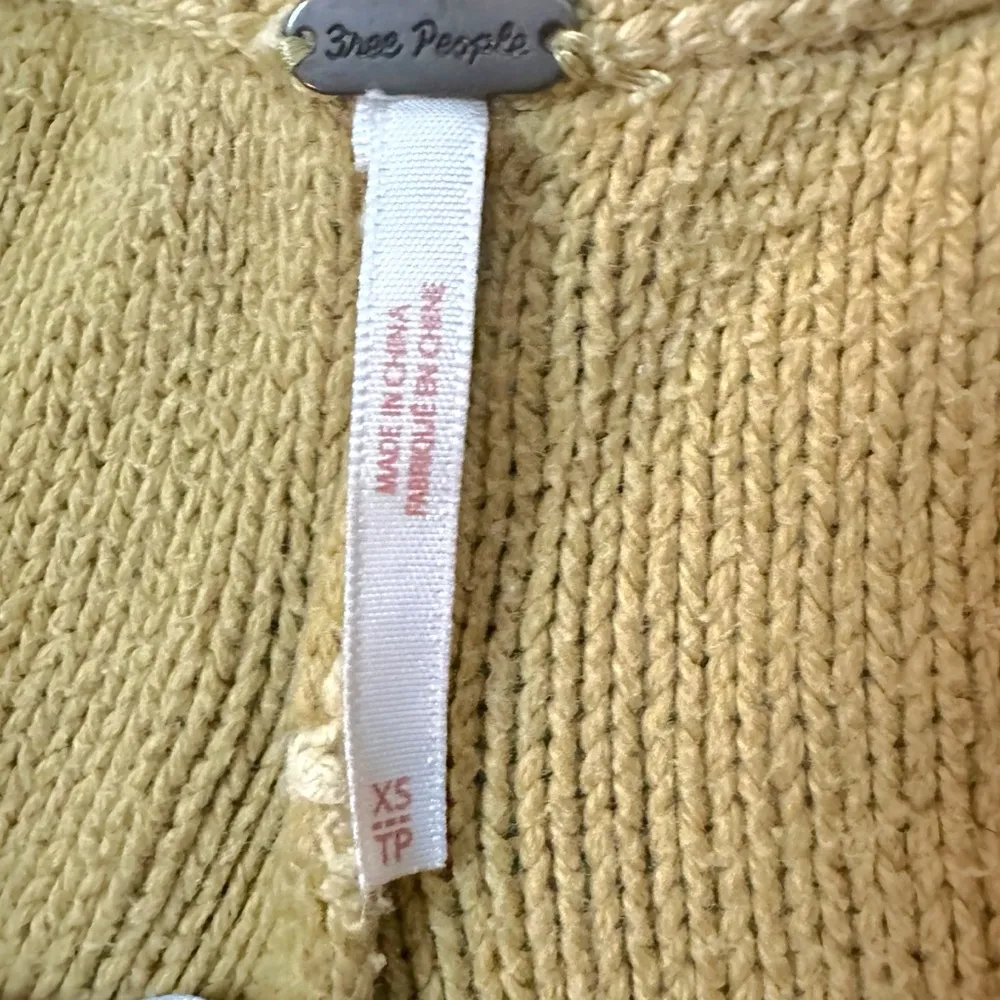 Free People
MADE IN CHINA
FABRIQUÉ EN CHINE
XS
TP